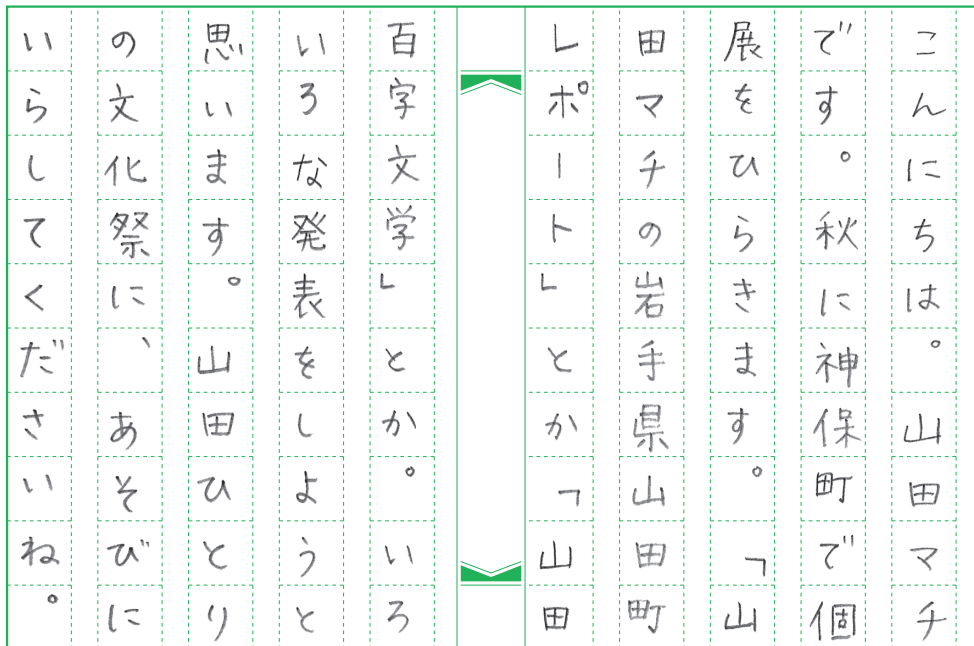 こんにちは。山田マチ
です。秋に神保町で個
展をひらきます。「山
田マチの岩手県山田町
レポート」とか「山田
百字文学」とか。いろ
いろな発表をしようと
思います。山田ひとり
の文化祭に、あそびに
いらしてくださいね。